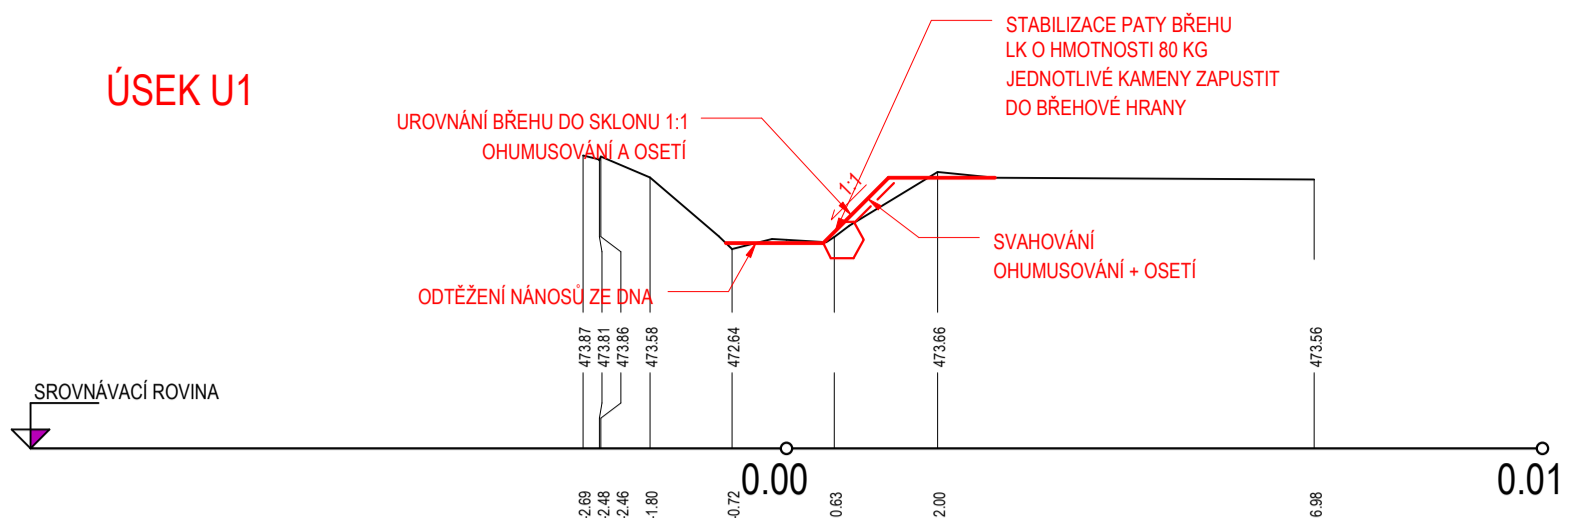 STABILIZACE PATY BŘEHU
LK O HMOTNOSTI 80 KG
JEDNOTLIVÉ KAMENY ZAPUSTIT
DO BŘEHOVÉ HRANY
ÚSEK U1
UROVNÁNÍ BŘEHU DO SKLONU 1:1
OHUMUSOVÁNÍ A OSETÍ
1:1
SVAHOVÁNÍ
OHUMUSOVÁNÍ + OSETÍ
ODTĚŽENÍ NÁNOSŮ ZE DNA
473.87
473.81
473.86
473.58
472.64
473.66
473.56
SROVNÁVACÍ ROVINA
0.00
0.01
-2.69
-2.48
-2.46
-1.80
-0.72
0.63
2.00
6.98